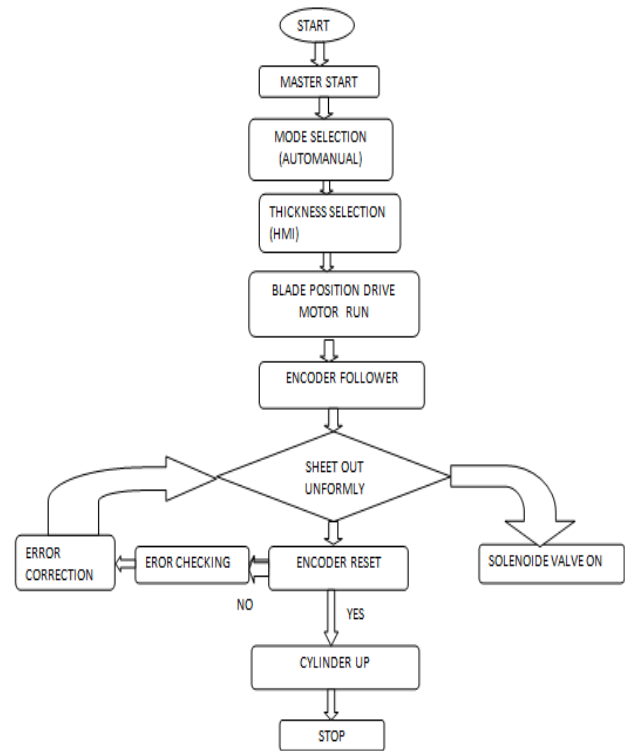 START
MASTER START
MODE SELECTION
(AUTOMANUAL)
THICKNESS SELECTION
(HMI)
BLADE POSITION DRIVE
MOTOR RUN
ENCODER FOLLOWER
SHEET OUT
UNFORMLY
ERROR
CORRECTION
EROR CHECKING
ENCODER RESET
SOLENOIDE VALVE ON
NO
YES
CYLINDER UP
STOP